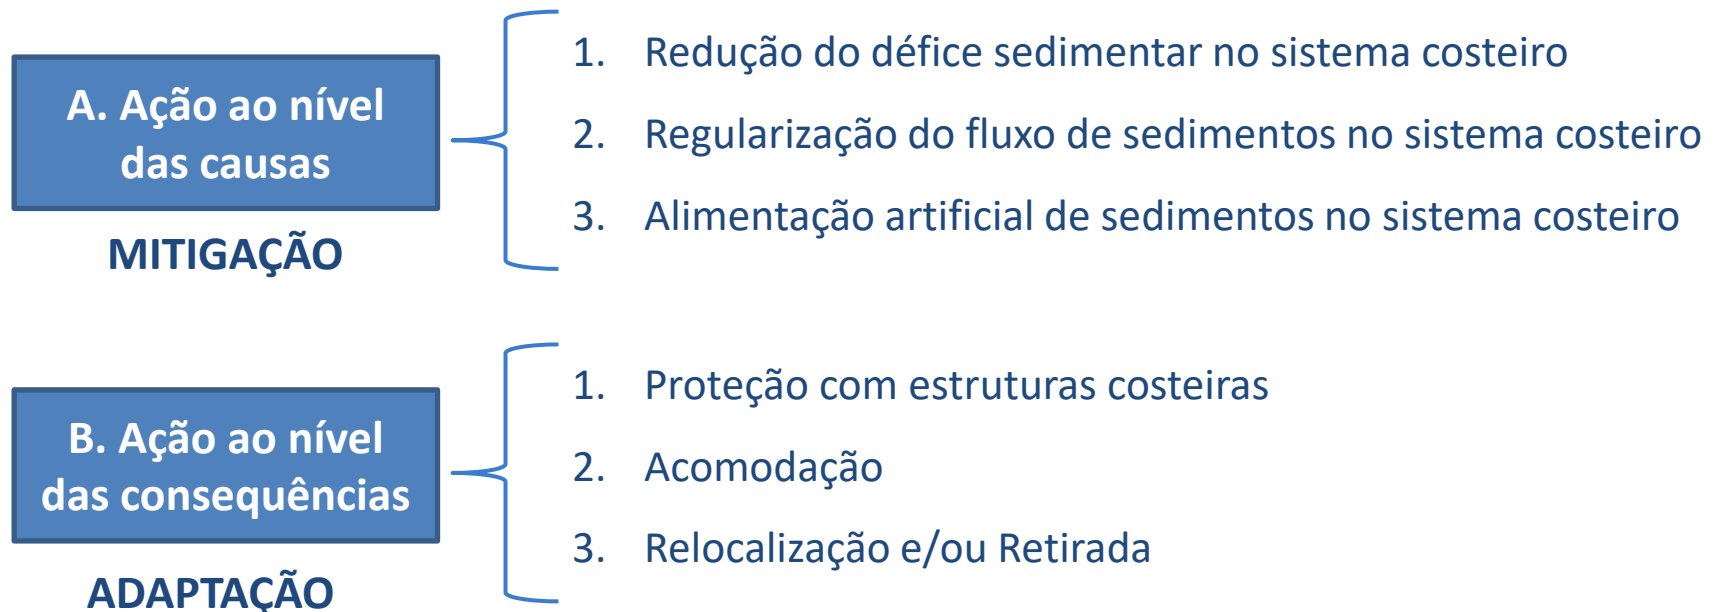 A. Ação ao nível
das causas
MITIGAÇÃO
1. Redução do défice sedimentar no sistema costeiro
2. Regularização do fluxo de sedimentos no sistema costeiro
3. Alimentação artificial de sedimentos no sistema costeiro
B. Ação ao nível
das consequências
ADAPTAÇÃO
1. Proteção com estruturas costeiras
2. Acomodação
3. Relocalização e/ou Retirada